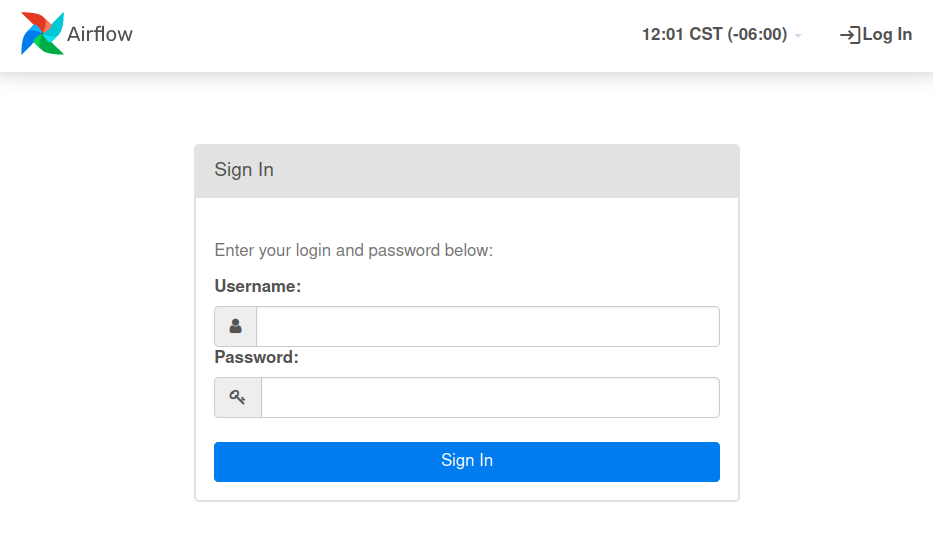 Airflow
12:01 CST (-06:00)
Log In
Sign In
Enter your login and password below:
Username:
Password:
Sign In